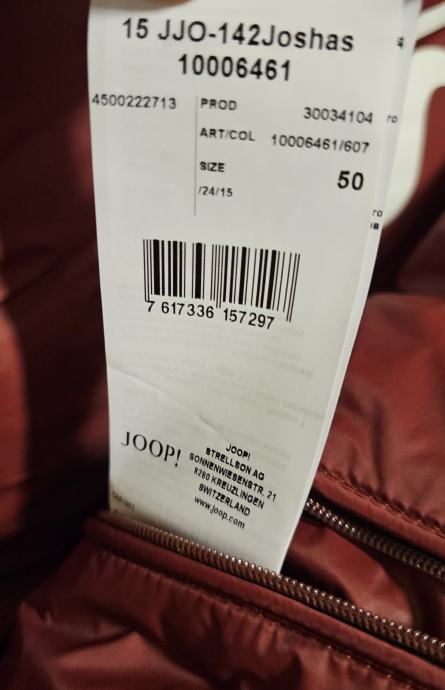 15 JJO-142Joshas
10006461
4500222713
PROD 30034104
ART/COL 10006461/607
SIZE 50
/24/15
7 617336 157297
JOOP!
JOOP!
STRELLSON AG
SONNENWIESENSTR. 21
8280 KREUZLINGEN
SWITZERLAND
www.joop.com